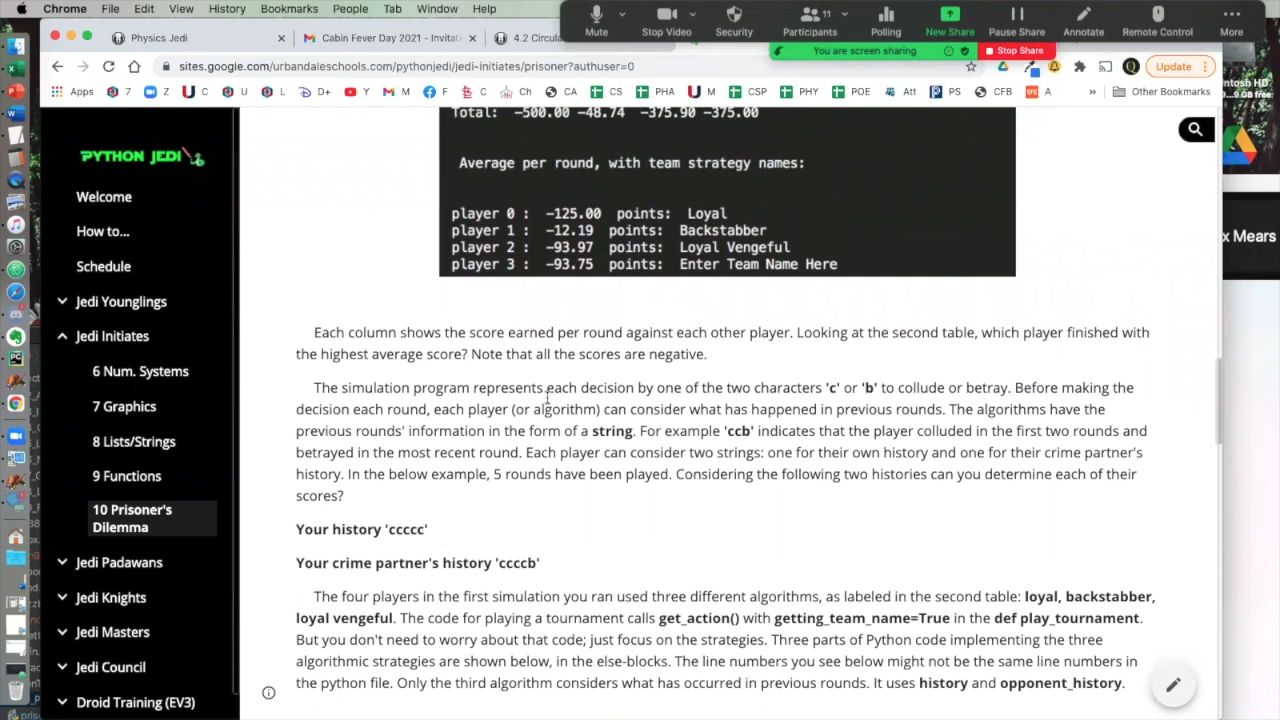 Chrome File Edit View History Bookmarks People Tab Window Help
Mute Stop Video Security Participants 11 Polling New Share Pause Share Annotate Remote Control More
You are screen sharing Stop Share
Physics Jedi Cabin Fever Day 2021 - Invitat 4.2 Circula
Update
Apps 7 Z C U L D+ Y M F C CA CS PHA M CSP PHY POE Att PS CFB A » Other Bookmarks
PYTHON JEDI
Welcome
How to...
Schedule
Jedi Younglings
Jedi Initiates
6 Num. Systems
7 Graphics
8 Lists/Strings
9 Functions
10 Prisoner's
Dilemma
Jedi Padawans
Jedi Knights
Jedi Masters
Jedi Council
Droid Training (EV3)
Total: -500.00 -48.74 -375.90 -375.00
Average per round, with team strategy names:
player 0 : -125.00 points: Loyal
player 1 : -12.19 points: Backstabber
player 2 : -93.97 points: Loyal Vengeful
player 3 : -93.75 points: Enter Team Name Here
Each column shows the score earned per round against each other player. Looking at the second table, which player finished with
the highest average score? Note that all the scores are negative.
The simulation program represents each decision by one of the two characters 'c' or 'b' to collude or betray. Before making the
decision each round, each player (or algorithm) can consider what has happened in previous rounds. The algorithms have the
previous rounds' information in the form of a string. For example 'ccb' indicates that the player colluded in the first two rounds and
betrayed in the most recent round. Each player can consider two strings: one for their own history and one for their crime partner's
history. In the below example, 5 rounds have been played. Considering the following two histories can you determine each of their
scores?
Your history 'ccccc'
Your crime partner's history 'ccccb'
The four players in the first simulation you ran used three different algorithms, as labeled in the second table: loyal, backstabber,
loyal vengeful. The code for playing a tournament calls get_action() with getting_team_name=True in the def play_tournament.
But you don't need to worry about that code; just focus on the strategies. Three parts of Python code implementing the three
algorithmic strategies are shown below, in the else-blocks. The line numbers you see below might not be the same line numbers in
the python file. Only the third algorithm considers what has occurred in previous rounds. It uses history and opponent_history.
x Mears